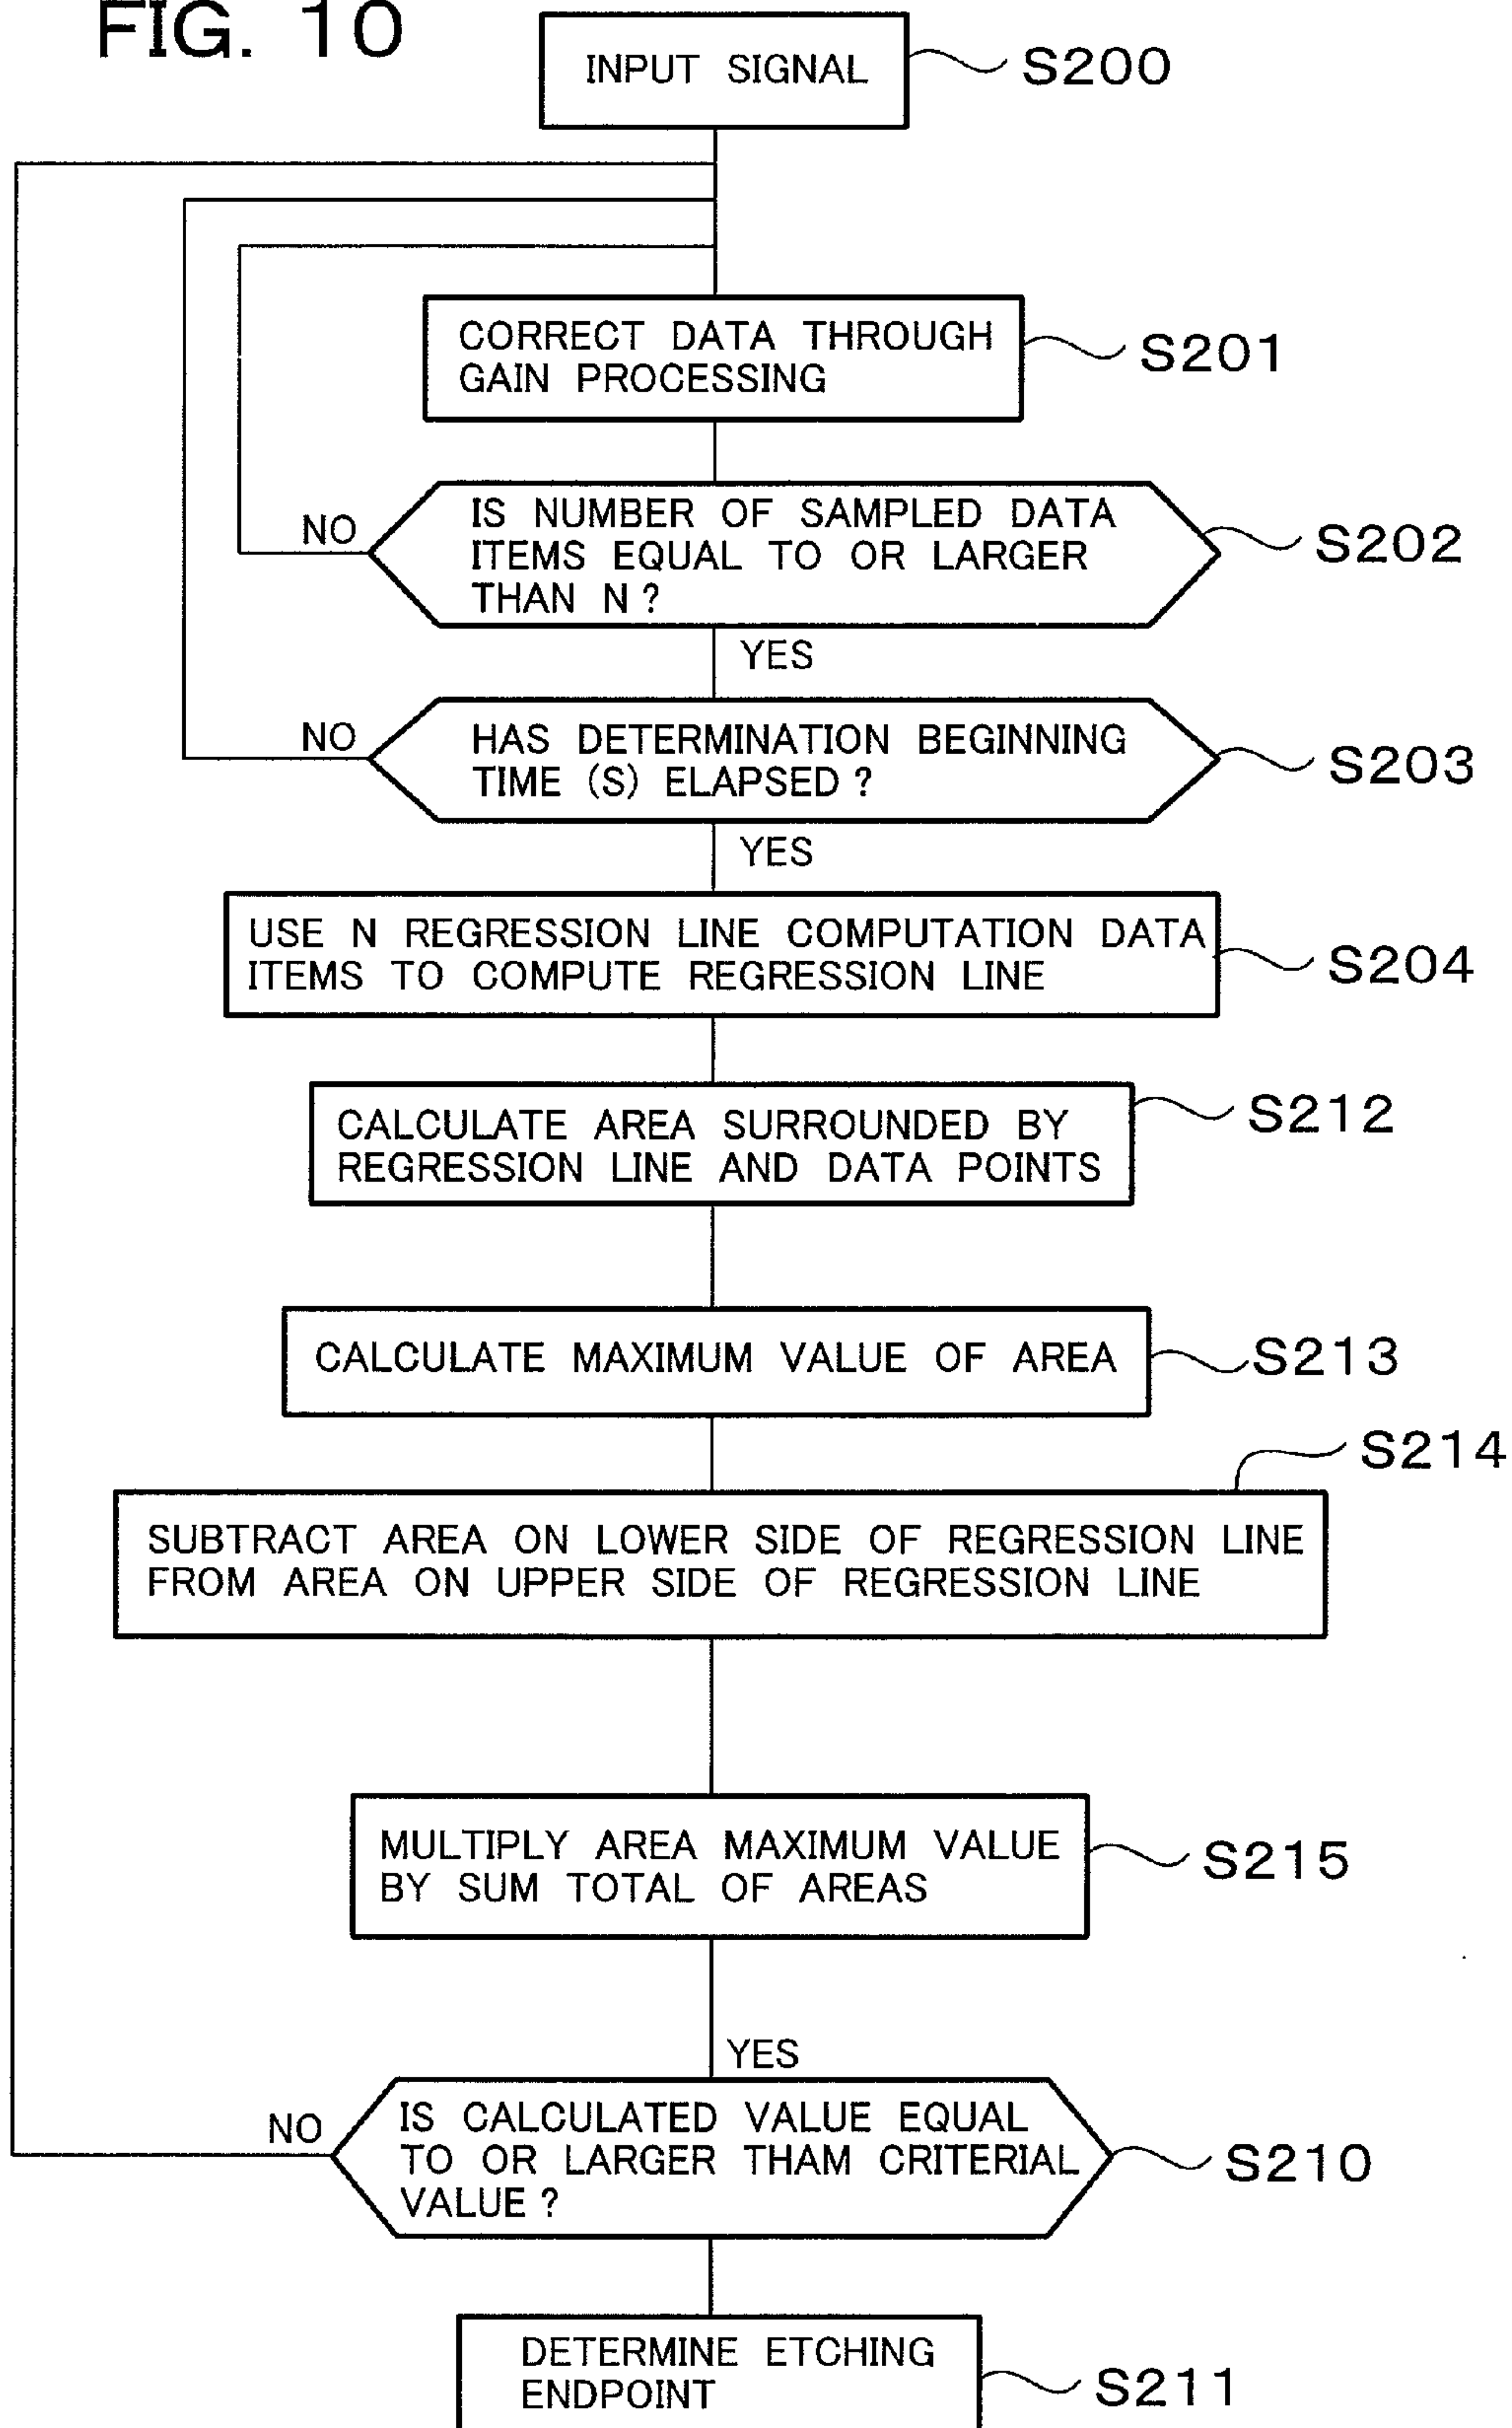 FIG. 10
INPUT SIGNAL
S200
CORRECT DATA THROUGH
GAIN PROCESSING
S201
NO
IS NUMBER OF SAMPLED DATA
ITEMS EQUAL TO OR LARGER
THAN N?
S202
YES
NO
HAS DETERMINATION BEGINNING
TIME (S) ELAPSED?
S203
YES
USE N REGRESSION LINE COMPUTATION DATA
ITEMS TO COMPUTE REGRESSION LINE
S204
CALCULATE AREA SURROUNDED BY
REGRESSION LINE AND DATA POINTS
S212
CALCULATE MAXIMUM VALUE OF AREA
S213
S214
SUBTRACT AREA ON LOWER SIDE OF REGRESSION LINE
FROM AREA ON UPPER SIDE OF REGRESSION LINE
MULTIPLY AREA MAXIMUM VALUE
BY SUM TOTAL OF AREAS
S215
YES
NO
IS CALCULATED VALUE EQUAL
TO OR LARGER THAM CRITERIAL
VALUE?
S210
DETERMINE ETCHING
ENDPOINT
S211